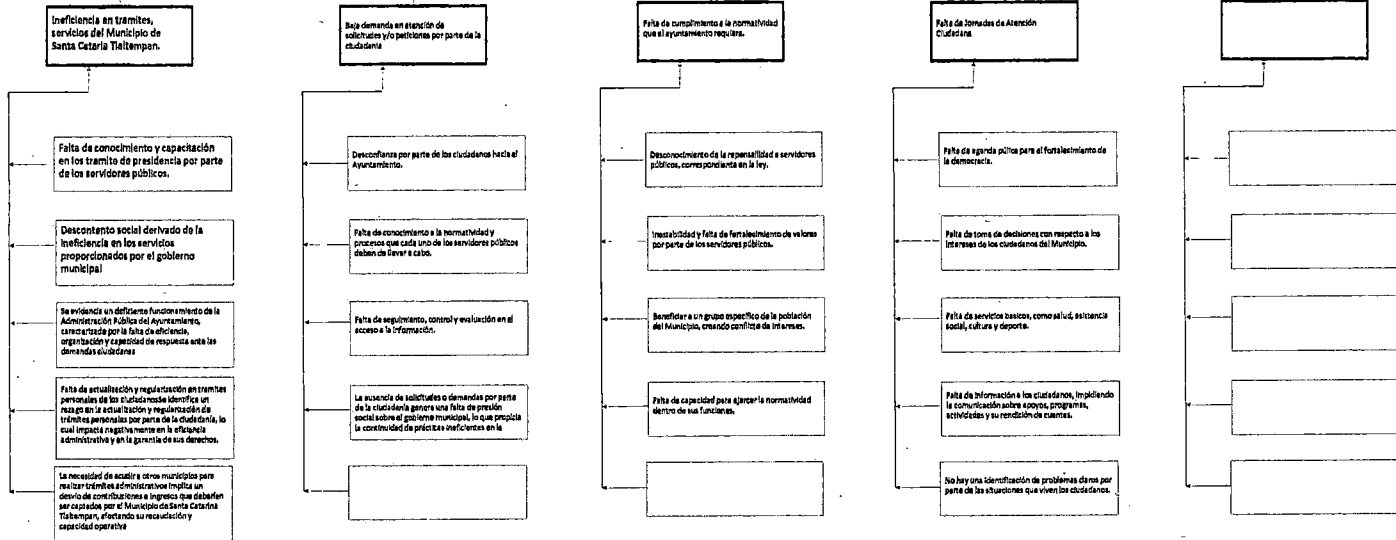 Ineficiencia en tramites,
servicios del Municipio de
Santa Cataria Tlaltempan.
Falta de conocimiento y capacitación
en los tramite de presidencia por parte
de los servidores públicos.
Descontento social derivado de la
ineficiencia en los servicios
proporcionados por el gobierno
municipal
Se evidencia un deficiente funcionamiento de la
Administración Pública del Ayuntamiento,
caracterizado por la falta de eficiencia,
organización y capacidad de respuesta ante las
demandas ciudadanas
Falta de actualización y regularización en tramites
personales de los ciudadanosSe identifica un
rezago en la actualización y regularización de
trámites personales por parte de la ciudadanía, lo
cual impacta negativamente en la eficiencia
administrativa y en la garantía de sus derechos.
La necesidad de acudir a otros municipios para
realizar trámites administrativos implica un
desvío de contribuciones e ingresos que deberían
ser captados por el Municipio de Santa Catarina
Tlaltempan, afectando su recaudación y
capacidad operativa
Baja demanda en atención de
solicitudes y/o peticiones por parte de la
ciudadanía
Desconfianza por parte de los ciudadanos hacia el
Ayuntamiento.
Falta de conocimiento a la normatividad y
procesos que cada uno de los servidores públicos
deben de llevar a cabo.
Falta de seguimiento, control y evaluación en el
acceso a la información.
La ausencia de solicitudes o demandas por parte
de la ciudadanía genera una falta de presión
social sobre el gobierno municipal, lo que propicia
la continuidad de prácticas ineficientes en la
Falta de cumplimiento a la normatividad
que el ayuntamiento requiera.
Desconocimiento de la repensallidad a servidores
públicos, correspondiente en la ley.
Inestabilidad y falta de fortalecimiento de valores
por parte de los servidores públicos.
Beneficiar a un grupo especifico de la población
del Municipio, creando conflicto de intereses.
Falta de capacidad para ejercer la normatividad
dentro de sus funciones.
Falta de Jornadas de Atención
Ciudadana
Falta de agenda púlica para el fortalecimiento de
la democracia.
Falta de toma de decisiones con respecto a los
intereses de los ciudadanos del Municipio.
Falta de servicios basicos, como salud, asistencia
social, cultura y deporte.
Falta de información a los ciudadanos, impidiendo
la comunicación sobre apoyos, programas,
actividades y su rendición de cuentas.
No hay una identificación de problemas claros por
parte de las situaciones que viven los ciudadanos.